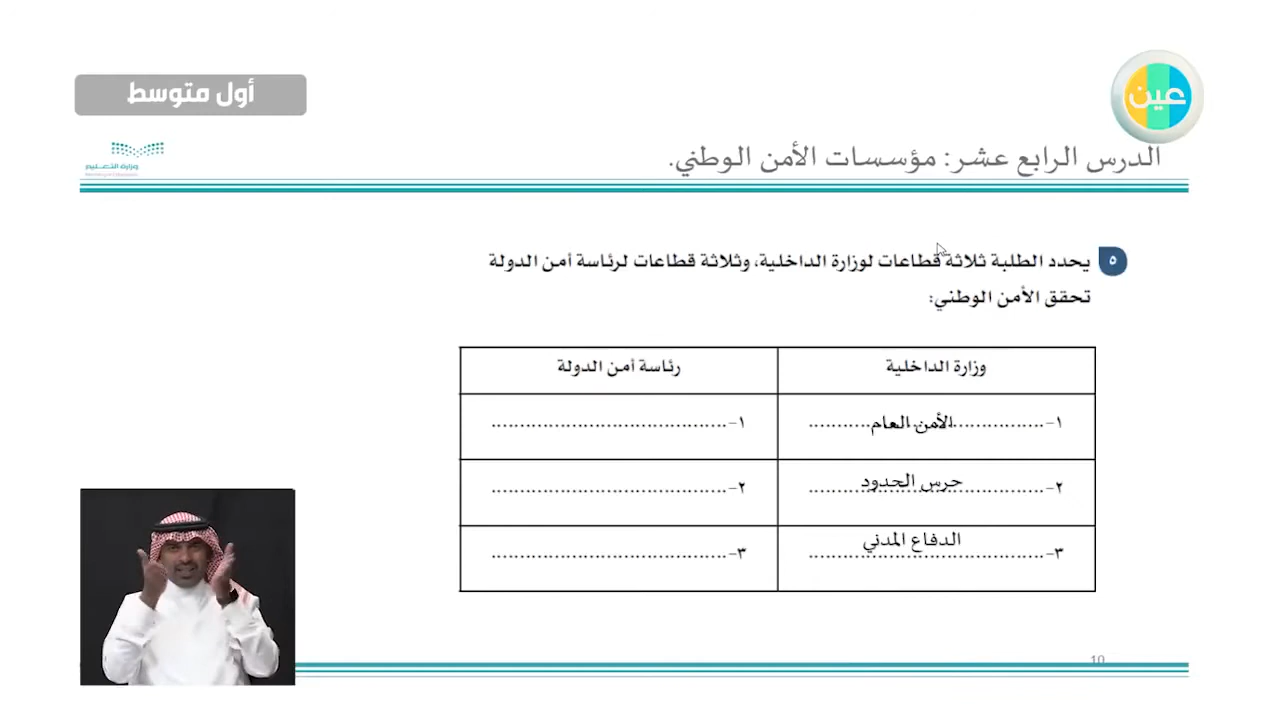 أول متوسط
عين
وزارة التعليم
الدرس الرابع عشر: مؤسسات الأمن الوطني.
٥ يحدد الطلبة ثلاثة قطاعات لوزارة الداخلية، وثلاثة قطاعات لرئاسة أمن الدولة
تحقق الأمن الوطني:
وزارة الداخلية
رئاسة أمن الدولة
١- الأمن العام
١-
٢- حرس الحدود
٢-
٣- الدفاع المدني
٣-
10